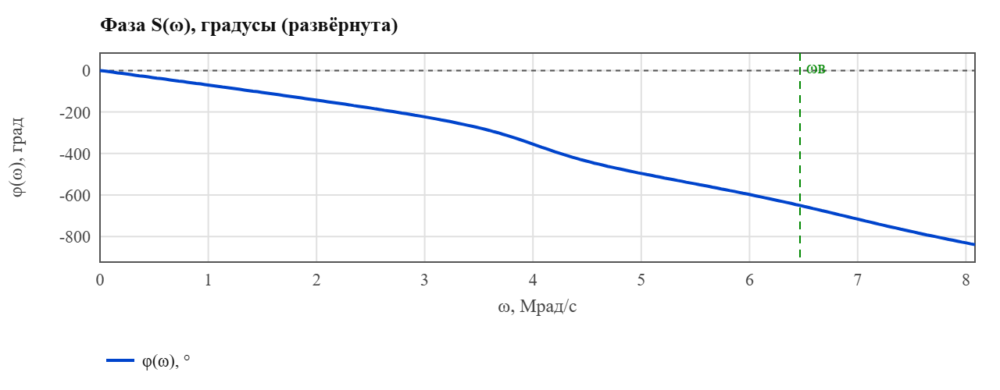 Фаза S(ω), градусы (развёрнута)
φ(ω), град
0
-200
-400
-600
-800
ωв
0 1 2 3 4 5 6 7 8
ω, Мрад/с
φ(ω), °